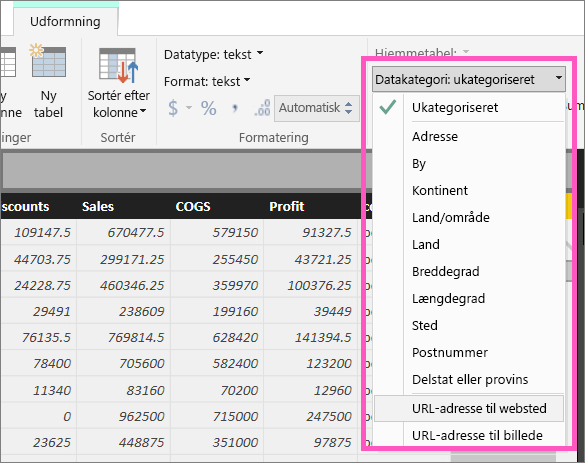 Udformning
Datatype: tekst
Hjemmetabel:
Datakategori: ukategoriseret
Ny
tabel
Sortér efter
kolonne
Format: tekst
$ % , .00 Automatisk
inger
Sortér
Formatering
Ukategoriseret
Adresse
By
Kontinent
Land/område
Land
Breddegrad
Længdegrad
Sted
Postnummer
Delstat eller provins
URL-adresse til websted
URL-adresse til billede
scounts Sales COGS Profit
109147.5 670477.5 579150 91327.5
44703.75 299171.25 255450 43721.25
24228.75 460346.25 359970 100376.25
29491 238609 199160 39449
76135.5 769814.5 628420 141394.5
78400 705600 582400 123200
11340 83160 70200 12960
0 962500 715000 247500
23625 448875 351000 97875